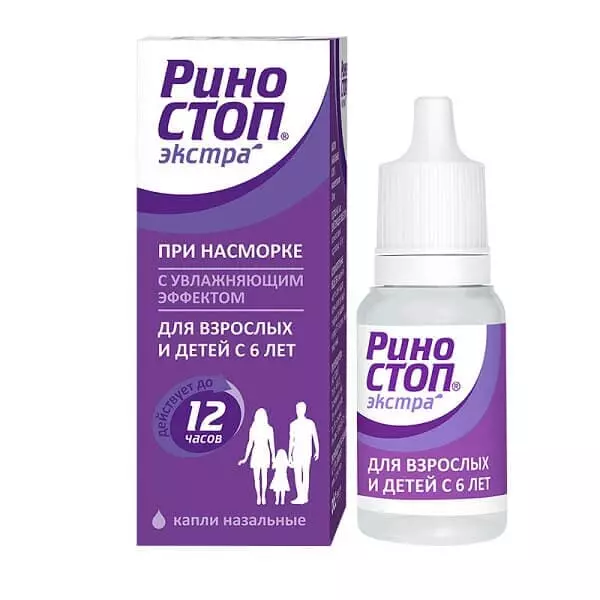 Рино
СТОП®
экстра
ПРИ НАСМОРКЕ
С УВЛАЖНЯЮЩИМ
ЭФФЕКТОМ
ДЛЯ ВЗРОСЛЫХ
И ДЕТЕЙ С 6 ЛЕТ
действует до
12
часов
капли назальные
Рино
СТОП®
экстра
ДЛЯ ВЗРОСЛЫХ
И ДЕТЕЙ С 6 ЛЕТ